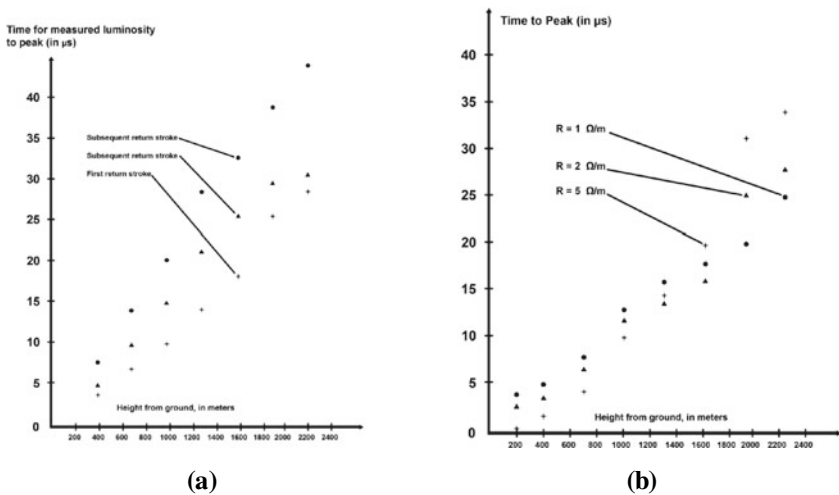 Time for measured luminosity
to peak (in μs)
40
35
30
25
20
15
10
5
0
Subsequent return stroke
Subsequent return stroke
First return stroke
Height from ground, in meters
200 400 600 800 1000 1200 1400 1600 1800 2000 2200 2400
(a)
Time to Peak (in μs)
40
35
30
25
20
15
10
5
0
R = 1 Ω/m
R = 2 Ω/m
R = 5 Ω/m
Height from ground, in meters
200 400 600 800 1000 1200 1400 1600 1800 2000 2200 2400
(b)